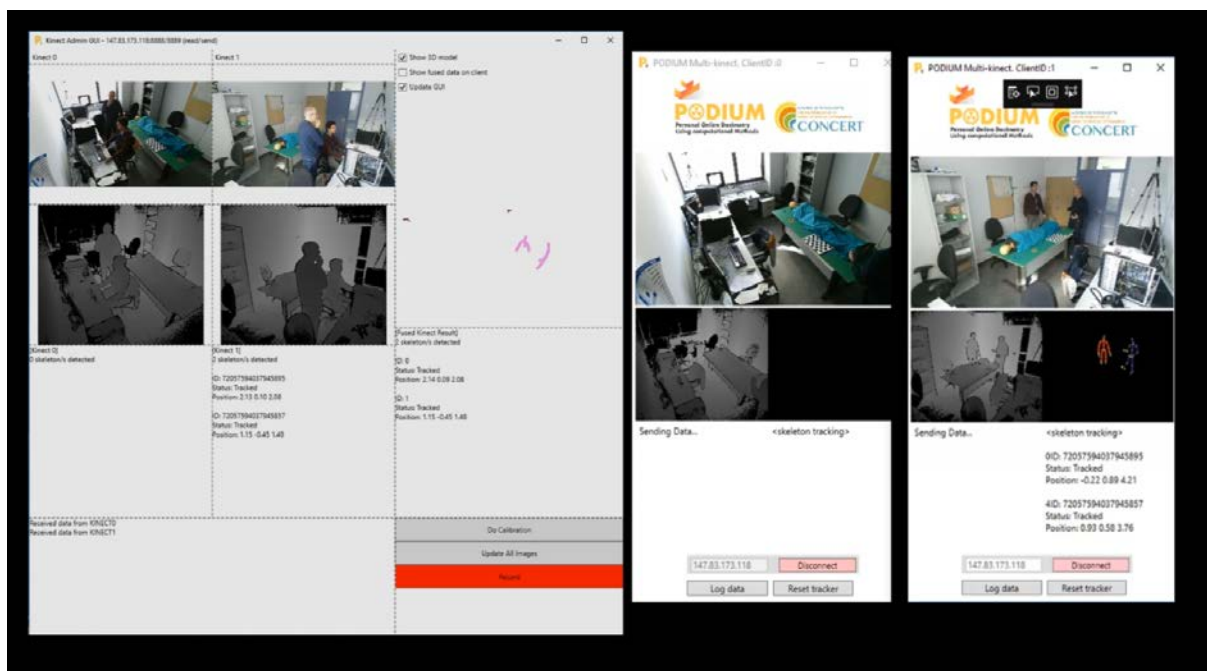 Kinect Admin GUI - 147.83.173.118:8888/8889 (read/send)
Kinect 0
Kinect 1
Show 3D model
Show fused data on client
Update GUI
[Kinect 0]
0 skeleton/s detected
[Kinect 1]
2 skeleton/s detected
ID: 72057594037945895
Status: Tracked
Position: 2.13 0.10 2.08
ID: 72057594037945857
Status: Tracked
Position: 1.15 -0.45 1.49
[Fused Kinect Result]
2 skeleton/s detected
ID: 0
Status: Tracked
Position: 2.14 0.09 2.08
ID: 1
Status: Tracked
Position: 1.15 -0.45 1.49
Received data from KINECT0
Received data from KINECT1
Do Calibration
Update All Images
Record
PODIUM Multi-kinect. ClientID :0
PODIUM
Personal Online Dosimetry
Using computational Methods
CONCERT
Sending Data...
<skeleton tracking>
147.83.173.118
Disconnect
Log data
Reset tracker
PODIUM Multi-kinect. ClientID :1
PODIUM
Personal Online Dosimetry
Using computational Methods
CONCERT
Sending Data...
<skeleton tracking>
0ID: 72057594037945895
Status: Tracked
Position: -0.22 0.89 4.21
4ID: 72057594037945857
Status: Tracked
Position: 0.93 0.58 3.76
147.83.173.118
Disconnect
Log data
Reset tracker